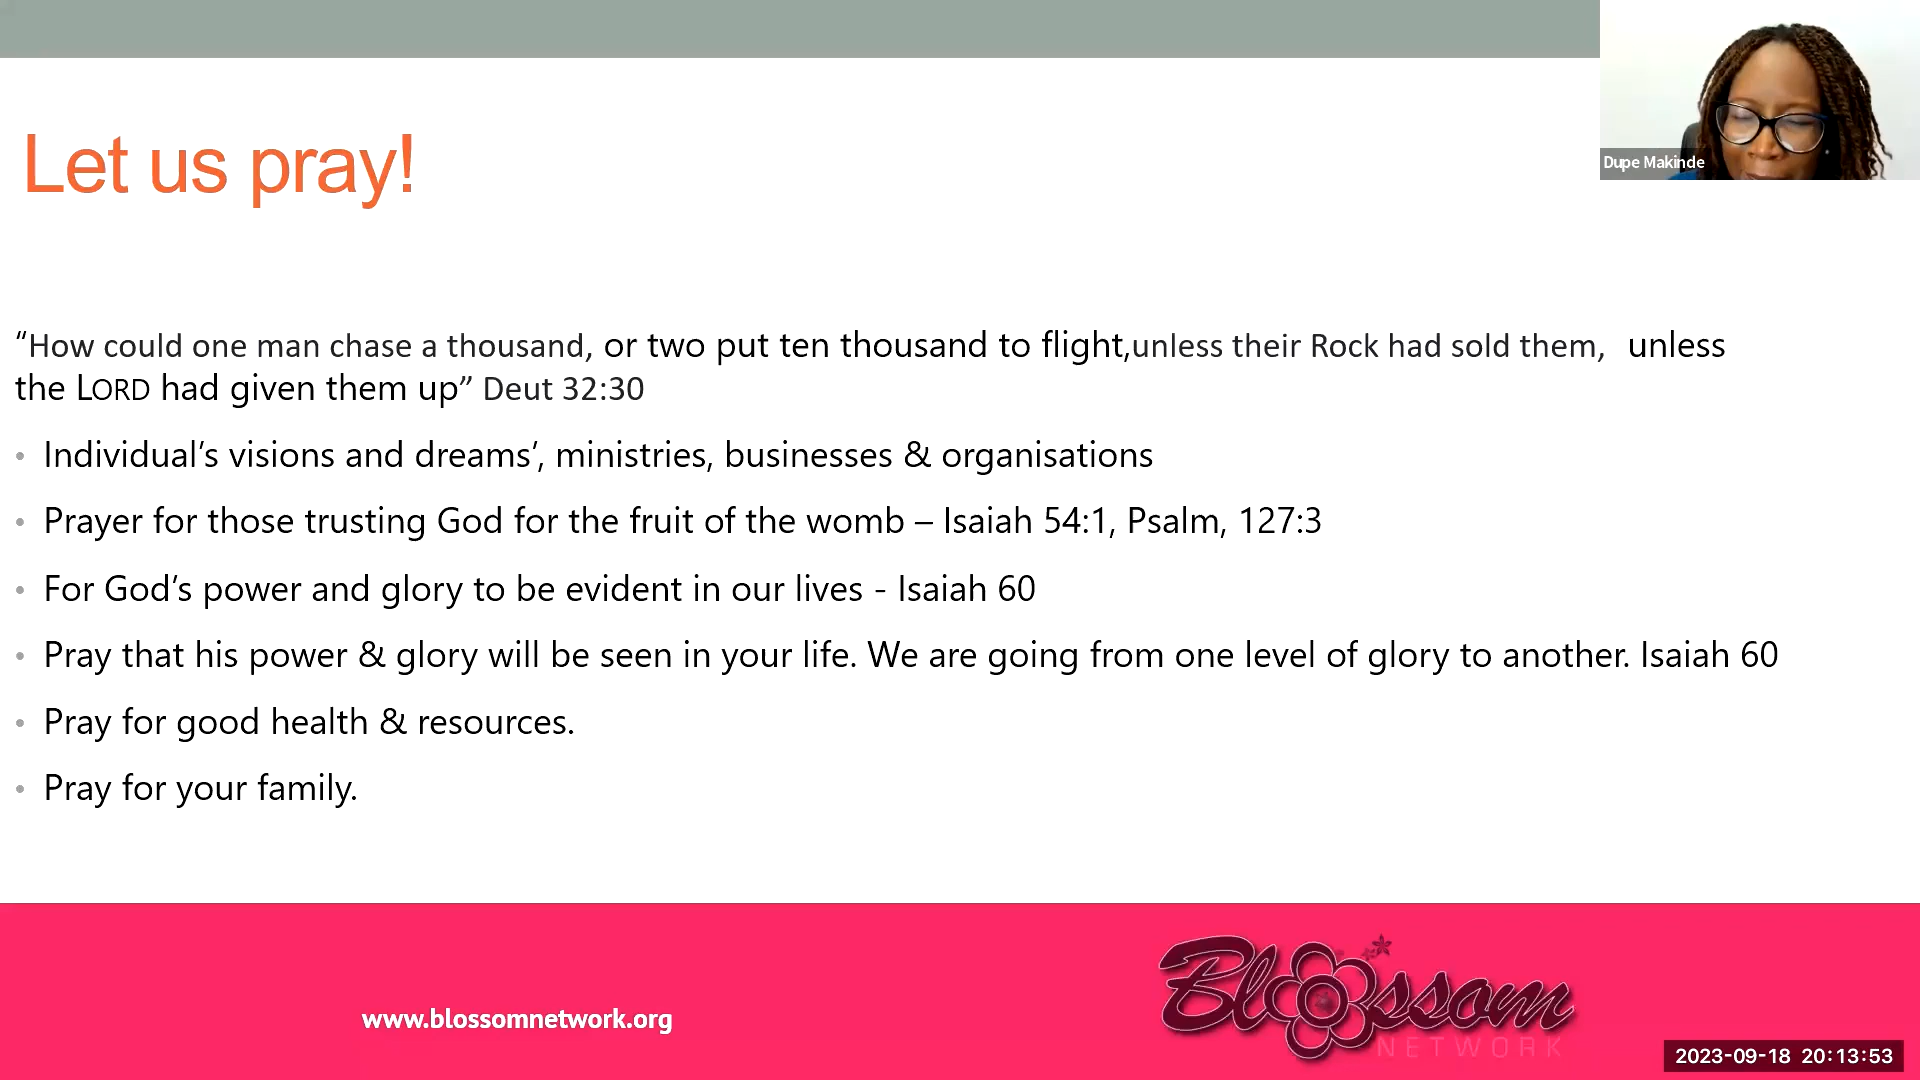 Let us pray!
Dupe Makinde
“How could one man chase a thousand, or two put ten thousand to flight,unless their Rock had sold them, unless
the LORD had given them up” Deut 32:30
• Individual’s visions and dreams’, ministries, businesses & organisations
• Prayer for those trusting God for the fruit of the womb – Isaiah 54:1, Psalm, 127:3
• For God’s power and glory to be evident in our lives - Isaiah 60
• Pray that his power & glory will be seen in your life. We are going from one level of glory to another. Isaiah 60
• Pray for good health & resources.
• Pray for your family.
www.blossomnetwork.org
Blossom
NETWORK
2023-09-18 20:13:53